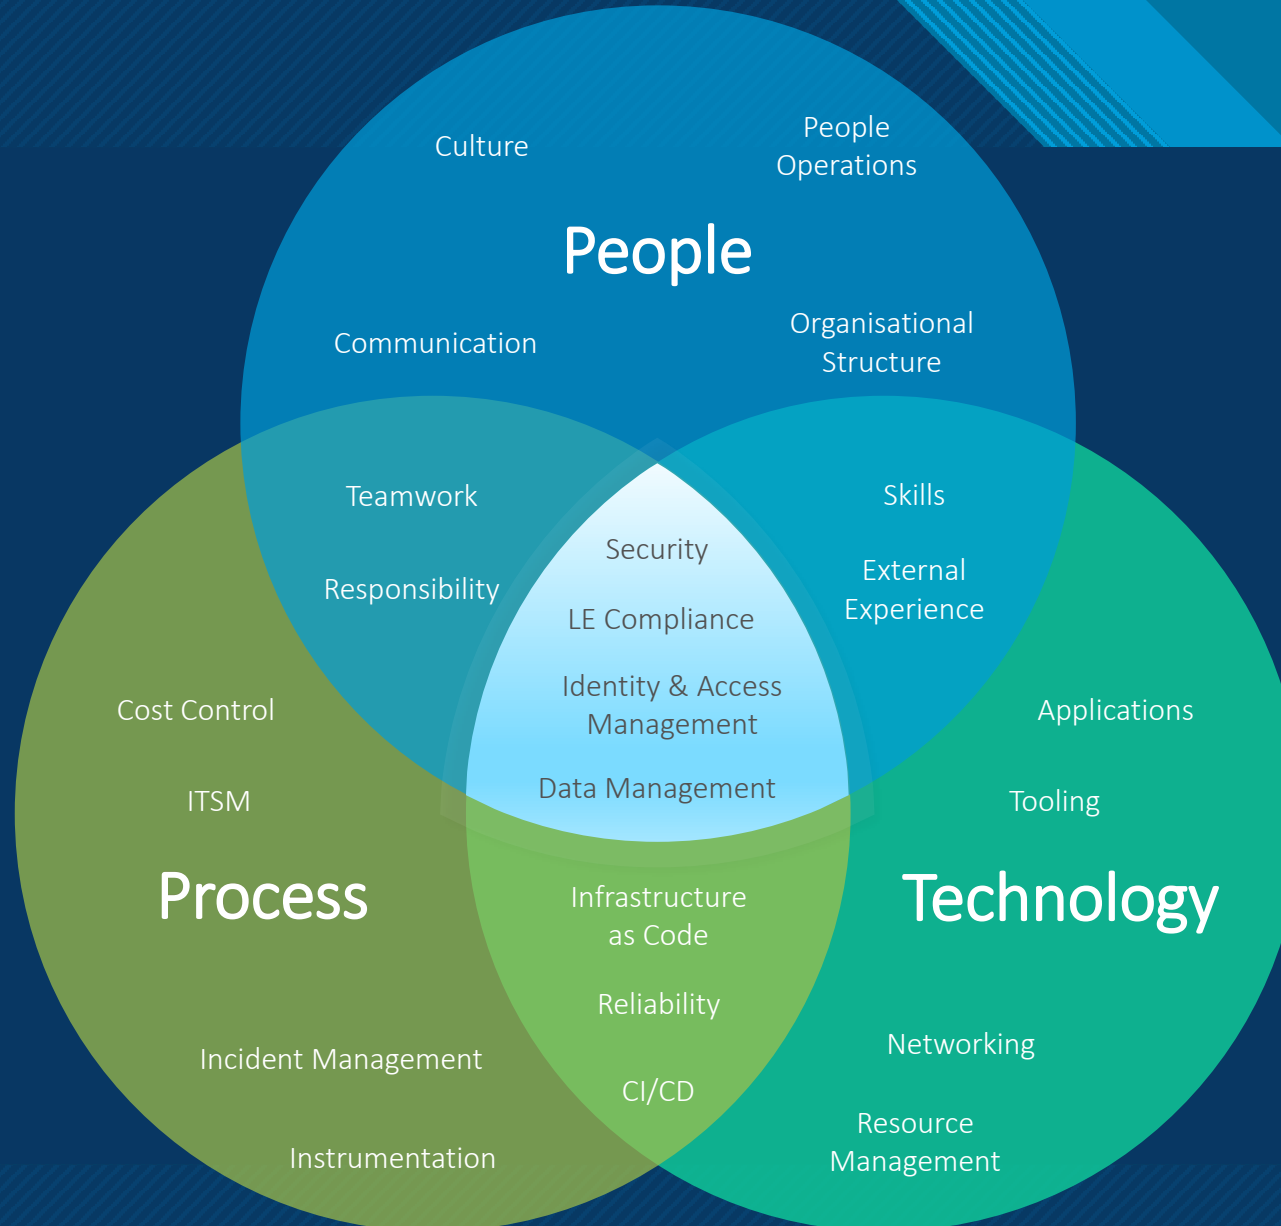 Culture
People
Operations
People
Communication
Organisational
Structure
Teamwork
Skills
Security
Responsibility
External
Experience
LE Compliance
Identity & Access
Management
Cost Control
Applications
Data Management
ITSM
Tooling
Process
Technology
Infrastructure
as Code
Reliability
Incident Management
Networking
CI/CD
Instrumentation
Resource
Management